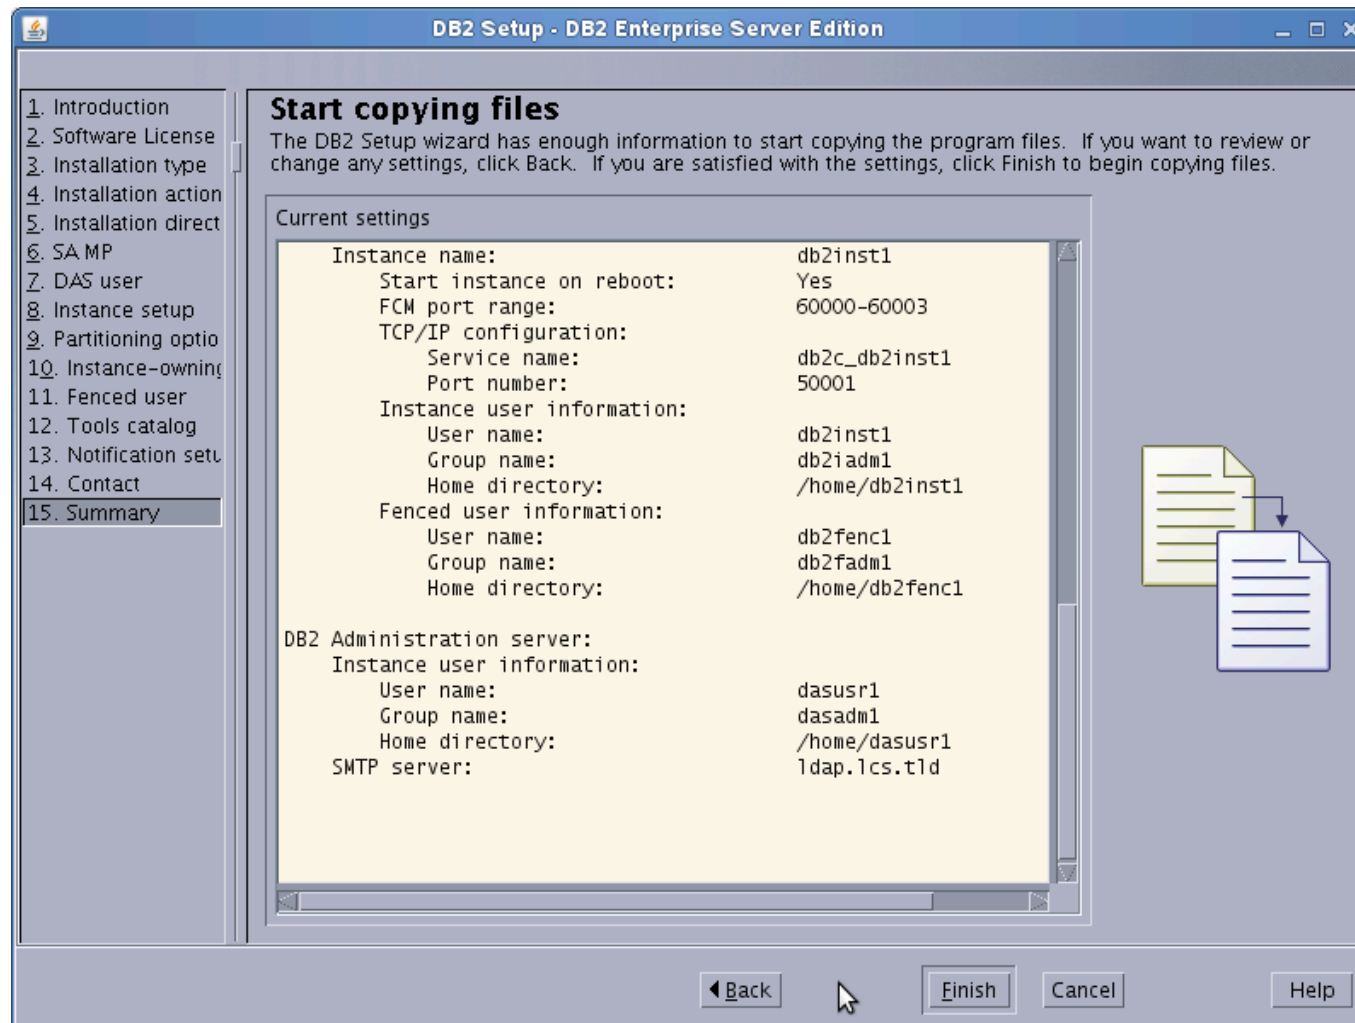 DB2 Setup - DB2 Enterprise Server Edition
1. Introduction
2. Software License
3. Installation type
4. Installation action
5. Installation direct
6. SA MP
7. DAS user
8. Instance setup
9. Partitioning optio
10. Instance-owning
11. Fenced user
12. Tools catalog
13. Notification setu
14. Contact
15. Summary
Start copying files
The DB2 Setup wizard has enough information to start copying the program files. If you want to review or
change any settings, click Back. If you are satisfied with the settings, click Finish to begin copying files.
Current settings
Instance name: db2inst1
Start instance on reboot: Yes
FCM port range: 60000-60003
TCP/IP configuration:
Service name: db2c_db2inst1
Port number: 50001
Instance user information:
User name: db2inst1
Group name: db2iadm1
Home directory: /home/db2inst1
Fenced user information:
User name: db2fenc1
Group name: db2fadm1
Home directory: /home/db2fenc1
DB2 Administration server:
Instance user information:
User name: dasusr1
Group name: dasadm1
Home directory: /home/dasusr1
SMTP server: ldap.lcs.tld
Back
Finish
Cancel
Help